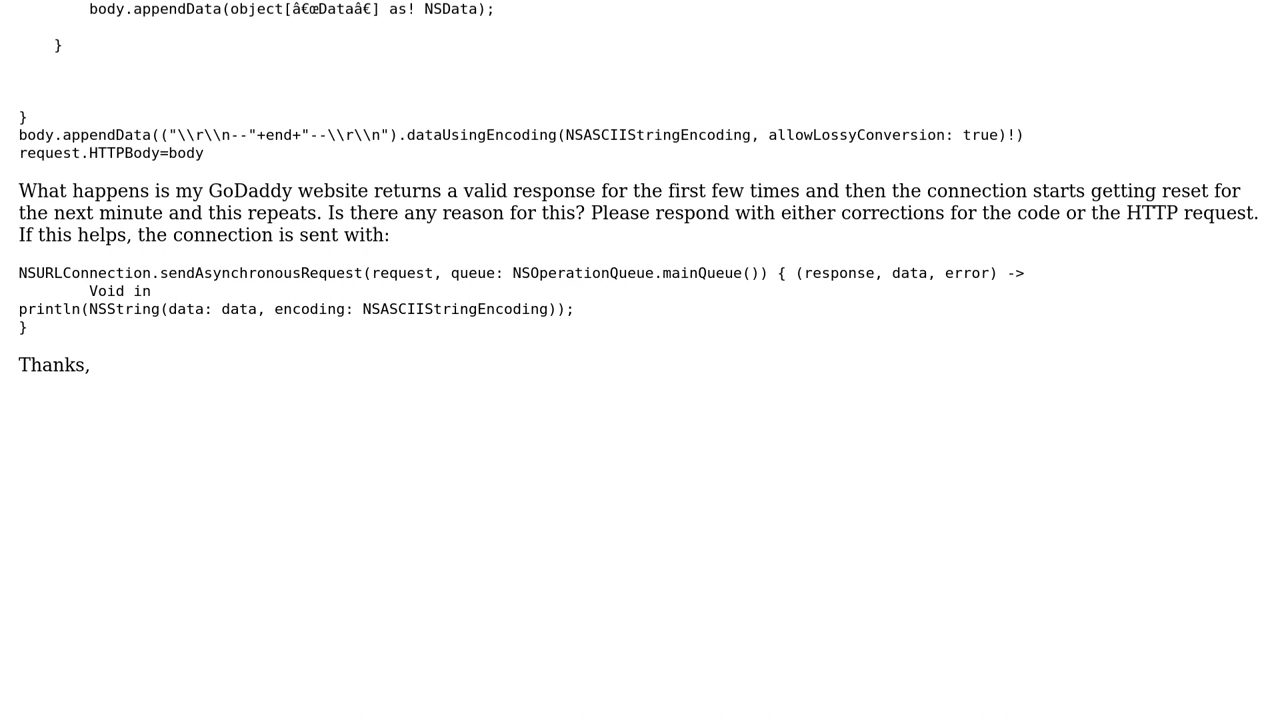 body.appendData(object[â€œDataâ€] as! NSData);
}
}
body.appendData(("\\r\\n--"+end+"--\\r\\n").dataUsingEncoding(NSASCIIStringEncoding, allowLossyConversion: true)!)
request.HTTPBody=body
What happens is my GoDaddy website returns a valid response for the first few times and then the connection starts getting reset for
the next minute and this repeats. Is there any reason for this? Please respond with either corrections for the code or the HTTP request.
If this helps, the connection is sent with:
NSURLConnection.sendAsynchronousRequest(request, queue: NSOperationQueue.mainQueue()) { (response, data, error) ->
Void in
println(NSString(data: data, encoding: NSASCIIStringEncoding));
}
Thanks,